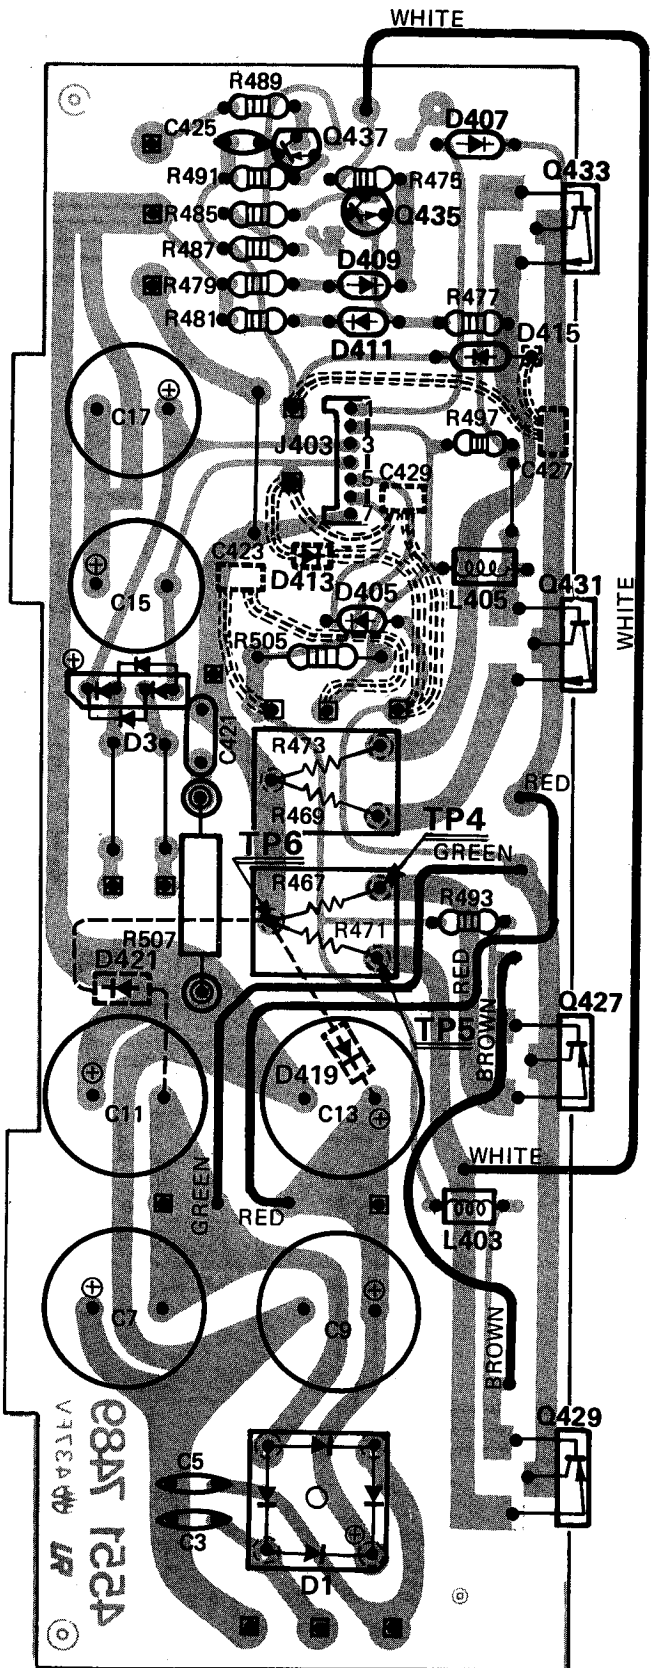 WHITE
R489
C425
Q437
D407
R491
R475
Q433
R485
Q435
R487
D409
R479
R477
R481
D411
D415
C17
J403
3
R497
C429
5
C427
7
C423
D413
C15
L405
Q431
D405
WHITE
R505
D3
C421
R473
R469
RED
TP6
TP4
GREEN
R467
R493
R471
R507
D421
RED
TP5
BROWN
Q427
D419
C11
C13
WHITE
GREEN
RED
L403
C7
C9
BROWN
Q429
4551 7489
437FV
C5
C3
D1